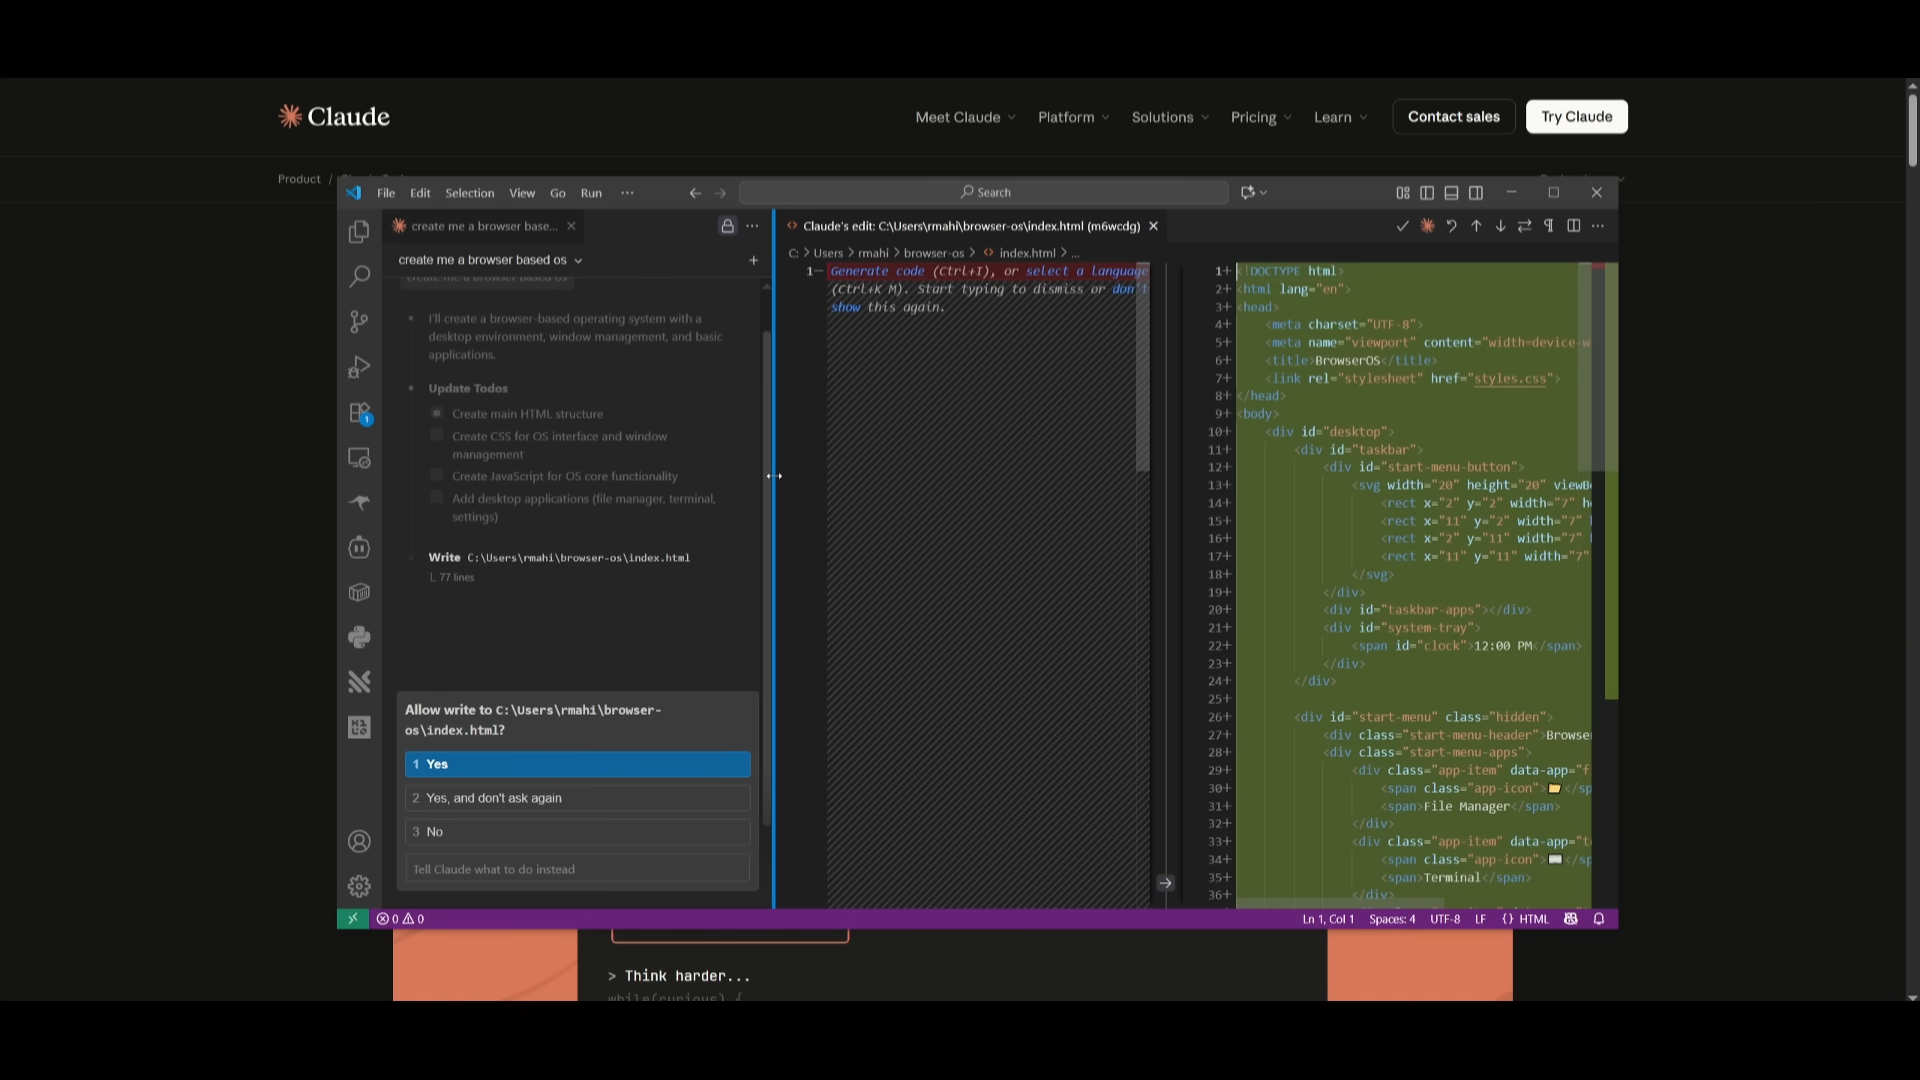 Claude
Meet Claude
Platform
Solutions
Pricing
Learn
Contact sales
Try Claude
Product /
File Edit Selection View Go Run ...
Search
create me a browser base...
create me a browser based os
create me a browser based os
I'll create a browser-based operating system with a
desktop environment, window management, and basic
applications.
Update Todos
Create main HTML structure
Create CSS for OS interface and window
management
Create JavaScript for OS core functionality
Add desktop applications (file manager, terminal,
settings)
Write C:\Users\rmahi\browser-os\index.html
L 77 lines
Allow write to C:\Users\rmahi\browser-
os\index.html?
1 Yes
2 Yes, and don't ask again
3 No
Tell Claude what to do instead
1
Claude's edit: C:\Users\rmahi\browser-os\index.html (m6wcdg)
C: > Users > rmahi > browser-os > index.html > ...
1— Generate code (Ctrl+I), or select a language
(Ctrl+K M). Start typing to dismiss or don't
show this again.
1+ <!DOCTYPE html>
2+ <html lang="en">
3+ <head>
4+ <meta charset="UTF-8">
5+ <meta name="viewport" content="width=device-w
6+ <title>BrowserOS</title>
7+ <link rel="stylesheet" href="styles.css">
8+ </head>
9+ <body>
10+ <div id="desktop">
11+ <div id="taskbar">
12+ <div id="start-menu-button">
13+ <svg width="20" height="20" viewB
14+ <rect x="2" y="2" width="7" h
15+ <rect x="11" y="2" width="7"
16+ <rect x="2" y="11" width="7"
17+ <rect x="11" y="11" width="7"
18+ </svg>
19+ </div>
20+ <div id="taskbar-apps"></div>
21+ <div id="system-tray">
22+ <span id="clock">12:00 PM</span>
23+ </div>
24+ </div>
25+
26+ <div id="start-menu" class="hidden">
27+ <div class="start-menu-header">Browse
28+ <div class="start-menu-apps">
29+ <div class="app-item" data-app="f
30+ <span class="app-icon">📁</sp
31+ <span>File Manager</span>
32+ </div>
33+ <div class="app-item" data-app="t
34+ <span class="app-icon">💻</sp
35+ <span>Terminal</span>
36+ </div>
0 0
Ln 1, Col 1 Spaces: 4 UTF-8 LF {} HTML
> Think harder...
while(curious) {